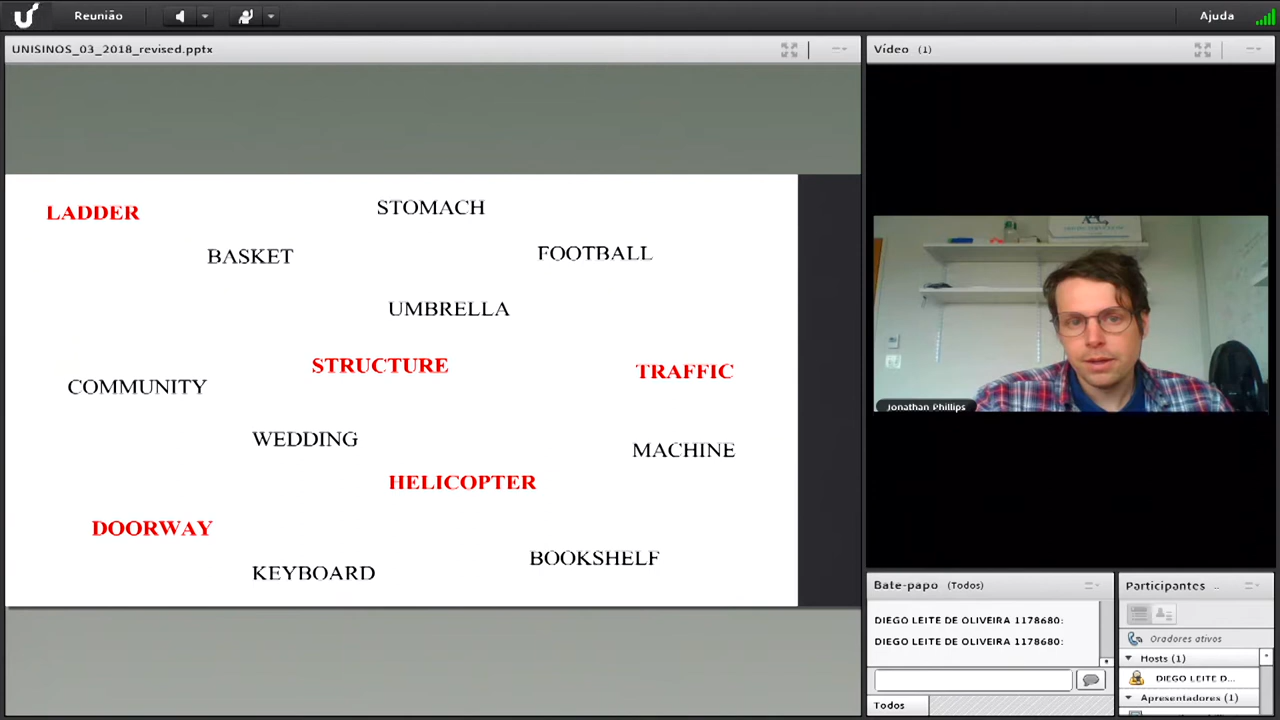 Reunião
Ajuda
UNISINOS_03_2018_revised.pptx
Vídeo (1)
LADDER
STOMACH
BASKET
FOOTBALL
UMBRELLA
STRUCTURE
TRAFFIC
COMMUNITY
WEDDING
MACHINE
HELICOPTER
DOORWAY
BOOKSHELF
KEYBOARD
Jonathan Phillips
Bate-papo (Todos)
DIEGO LEITE DE OLIVEIRA 1178680:
DIEGO LEITE DE OLIVEIRA 1178680:
Todos
Participantes ..
Oradores ativos
Hosts (1)
DIEGO LEITE D...
Apresentadores (1)